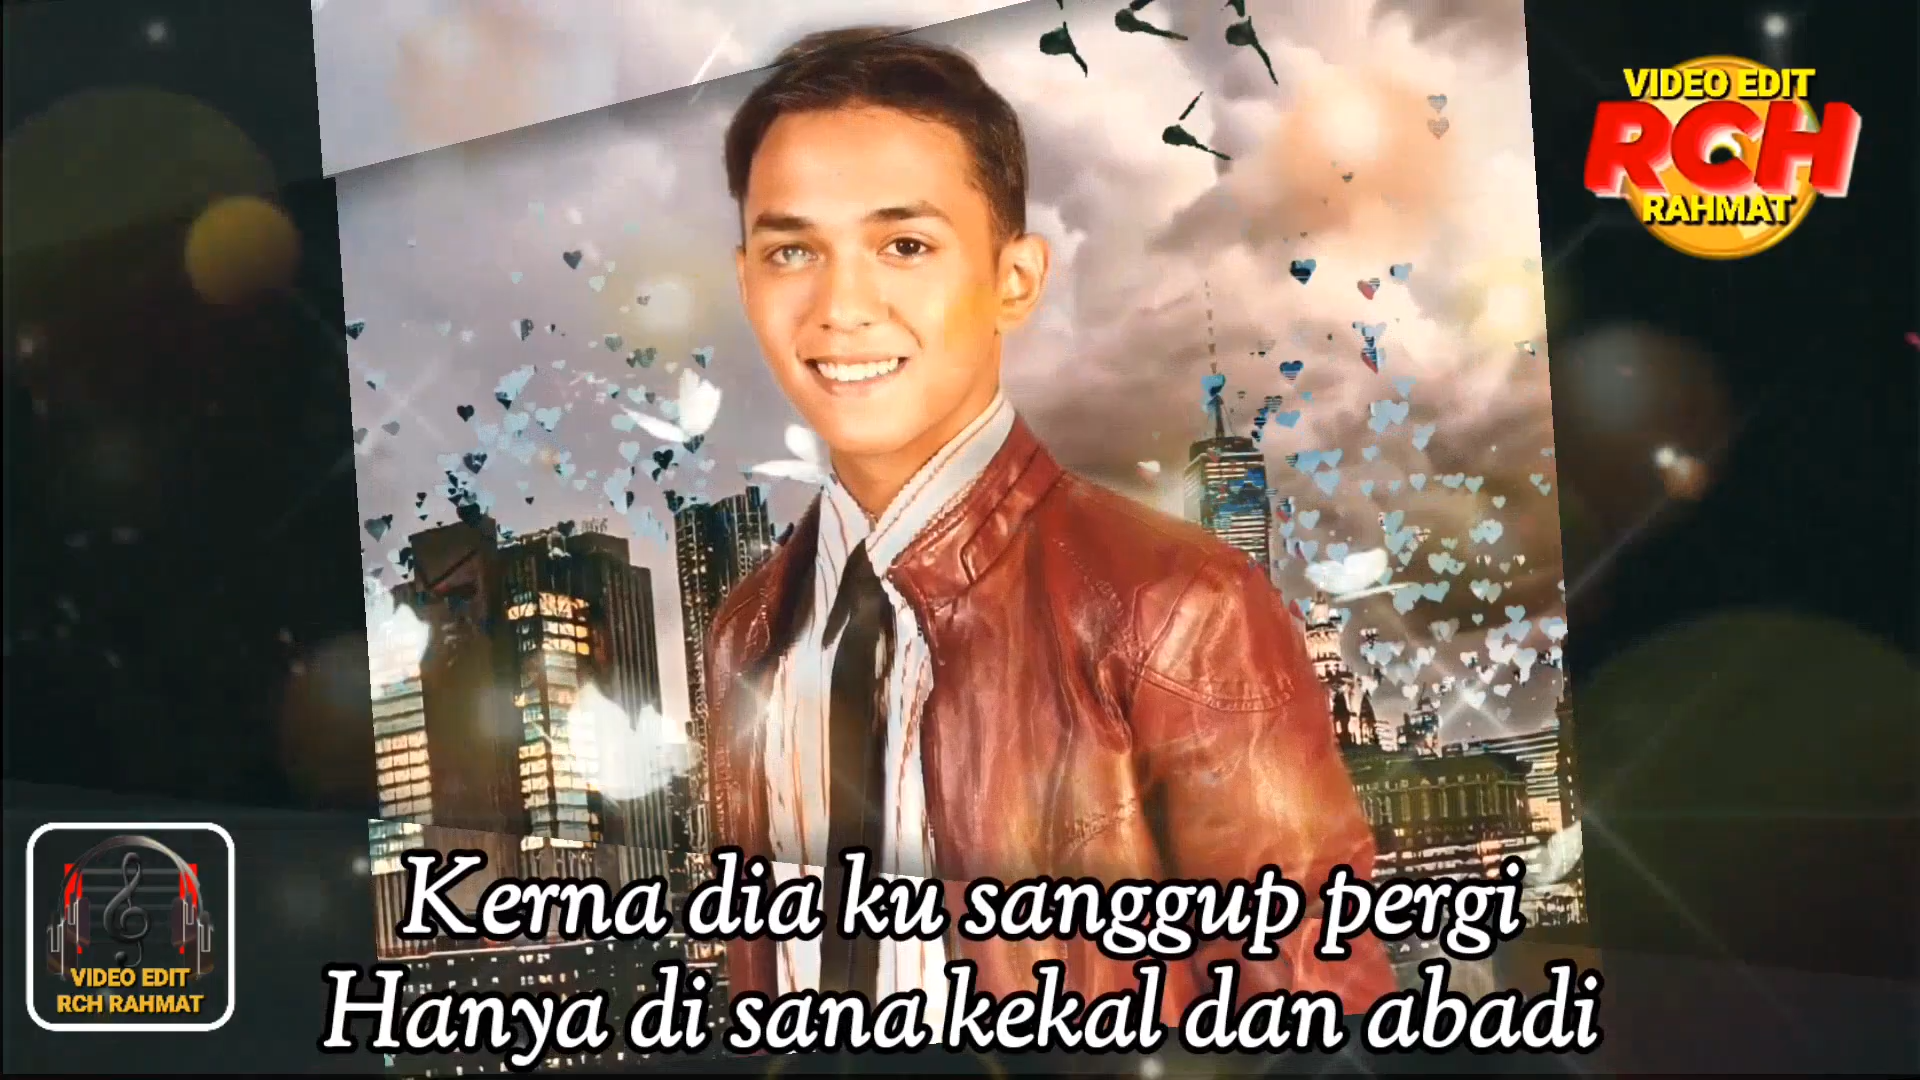 VIDEO EDIT
RCH
RAHMAT
Kerna dia ku sanggup pergi
Hanya di sana kekal dan abadi
VIDEO EDIT
RCH RAHMAT